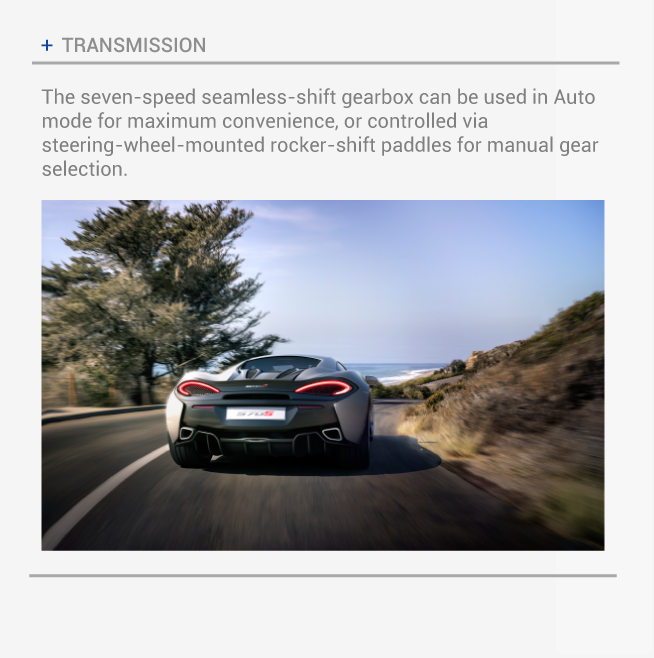 + TRANSMISSION
The seven-speed seamless-shift gearbox can be used in Auto
mode for maximum convenience, or controlled via
steering-wheel-mounted rocker-shift paddles for manual gear
selection.
570S